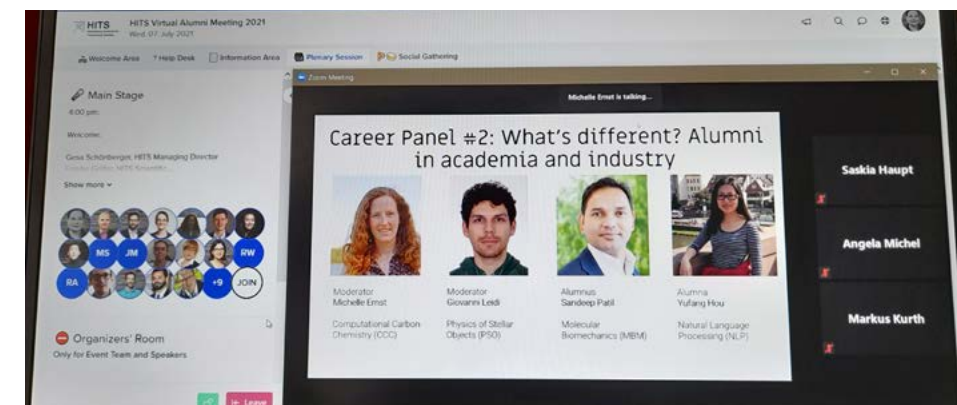 HITS
HITS Virtual Alumni Meeting 2021
Wed. 07. July 2021
Welcome Area
? Help Desk
Information Area
Plenary Session
Social Gathering
Main Stage
4:00 pm
Welcome:
Gesa Schönberger, HITS Managing Director
Show more
MS
JM
RW
RA
+9
JOIN
Organizers' Room
Only for Event Team and Speakers
Leave
Zoom Meeting
Michelle Ernst is talking...
Career Panel #2: What's different? Alumni
in academia and industry
Moderator
Michelle Ernst
Computational Carbon
Chemistry (CCC)
Moderator
Giovanni Leidi
Physics of Stellar
Objects (PSO)
Alumnus
Sandeep Patil
Molecular
Biomechanics (MBM)
Alumna
Yufang Hou
Natural Language
Processing (NLP)
Saskia Haupt
Angela Michel
Markus Kurth